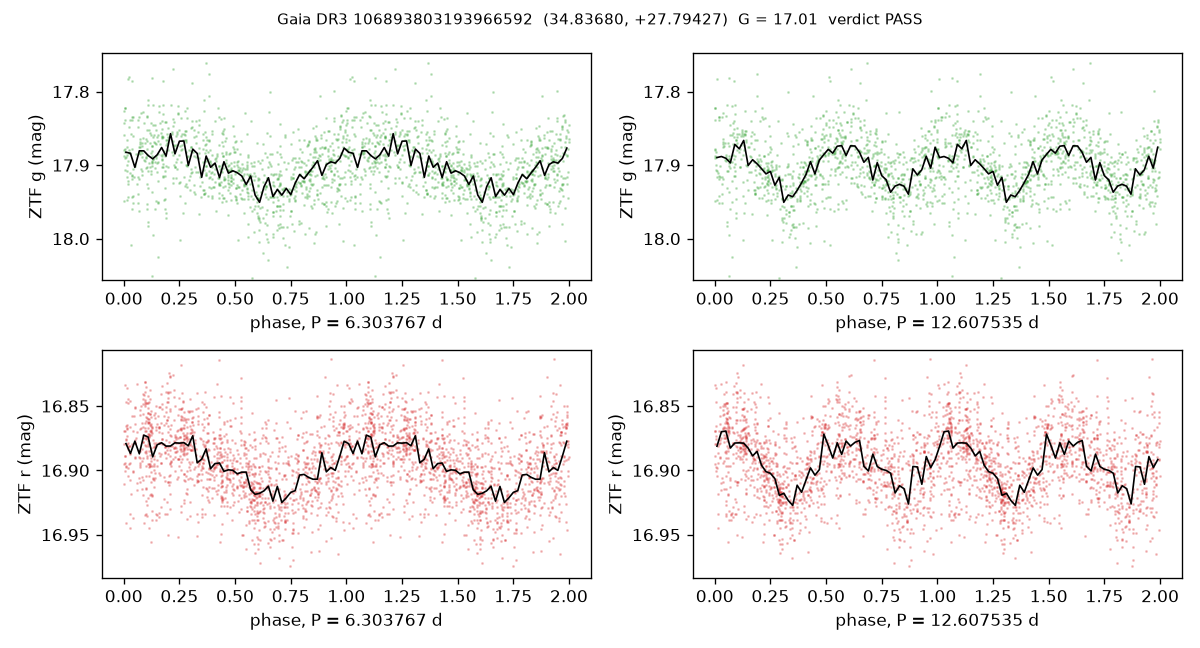 Gaia DR3 106893803193966592 (34.83680, +27.79427) G = 17.01 verdict PASS
ZTF g (mag)
17.8
17.9
18.0
0.00 0.25 0.50 0.75 1.00 1.25 1.50 1.75 2.00
phase, P = 6.303767 d
ZTF g (mag)
17.8
17.9
18.0
0.00 0.25 0.50 0.75 1.00 1.25 1.50 1.75 2.00
phase, P = 12.607535 d
ZTF r (mag)
16.85
16.90
16.95
0.00 0.25 0.50 0.75 1.00 1.25 1.50 1.75 2.00
phase, P = 6.303767 d
ZTF r (mag)
16.85
16.90
16.95
0.00 0.25 0.50 0.75 1.00 1.25 1.50 1.75 2.00
phase, P = 12.607535 d